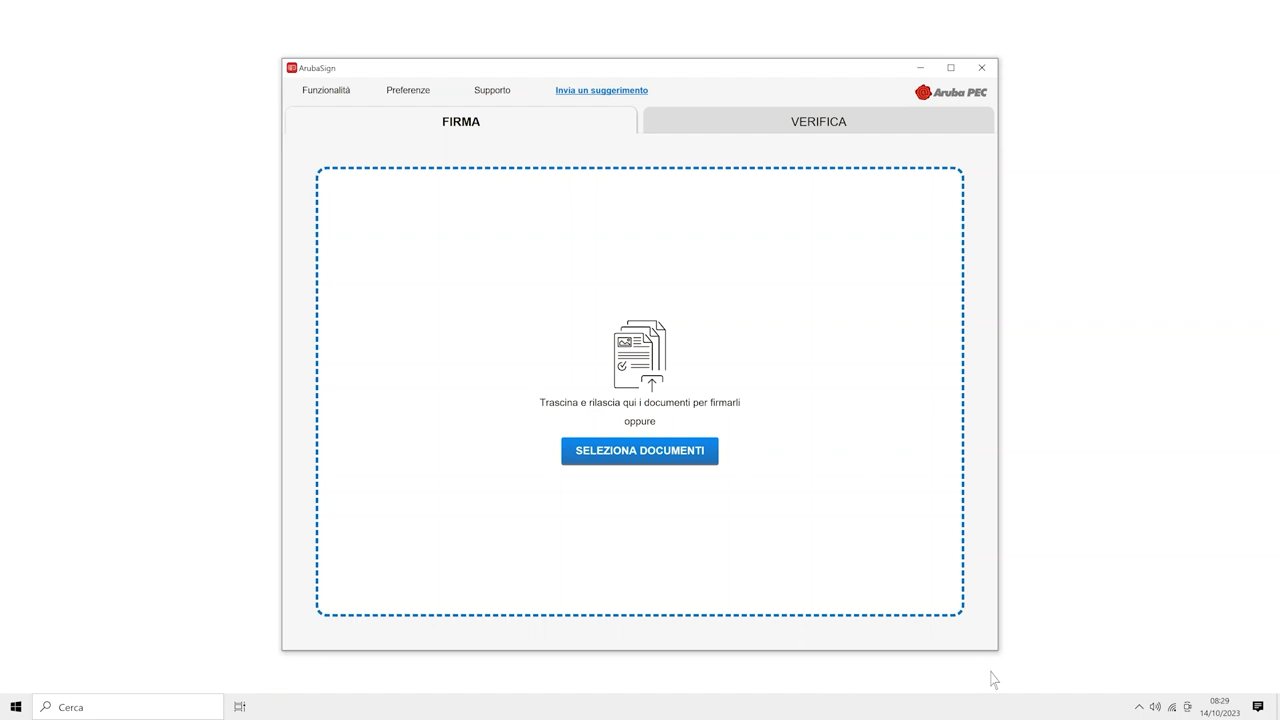 ArubaSign
Funzionalità Preferenze Supporto Invia un suggerimento
Aruba PEC
FIRMA VERIFICA
Trascina e rilascia qui i documenti per firmarli
oppure
SELEZIONA DOCUMENTI
Cerca
08:29
14/10/2023